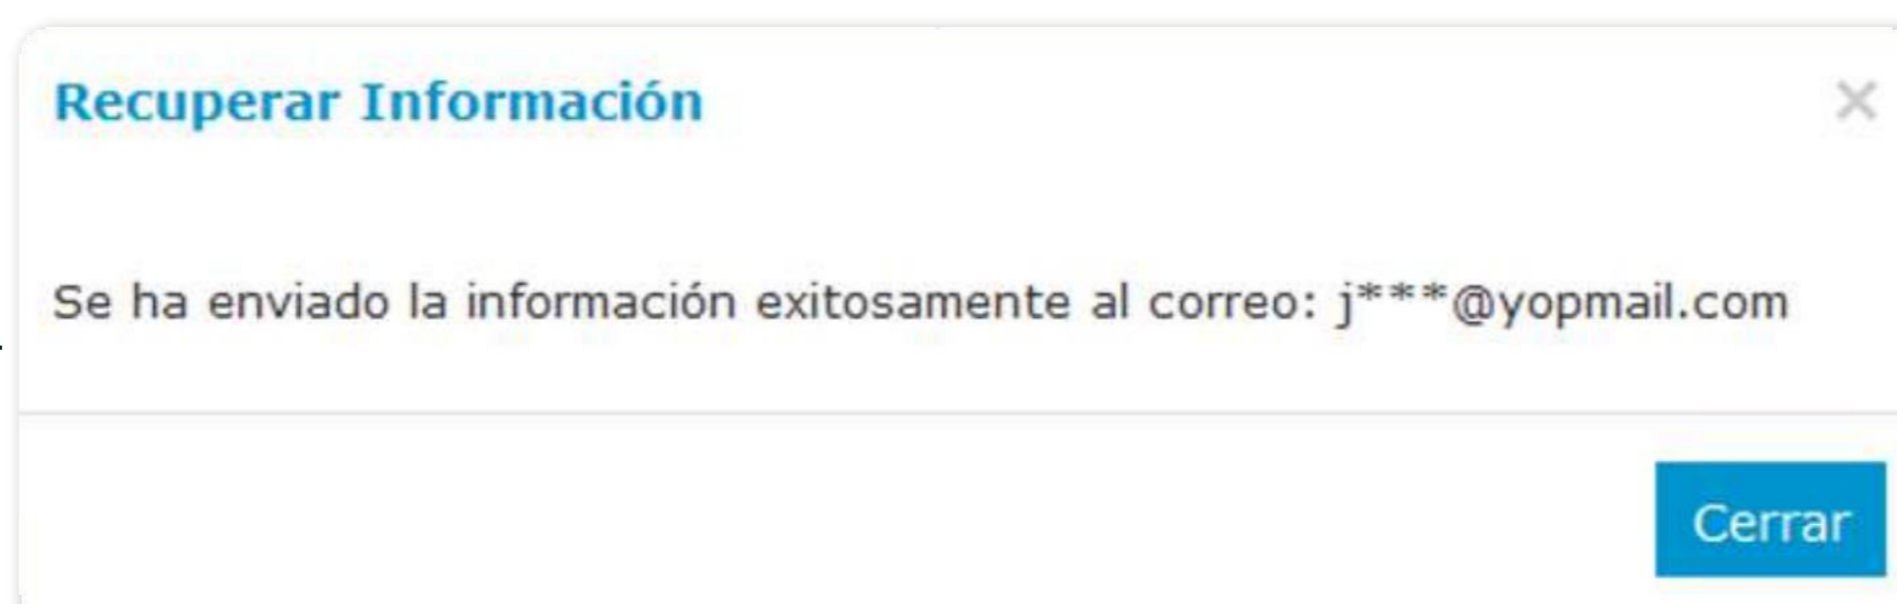 Recuperar Información
×
Se ha enviado la información exitosamente al correo: j***@yopmail.com
Cerrar